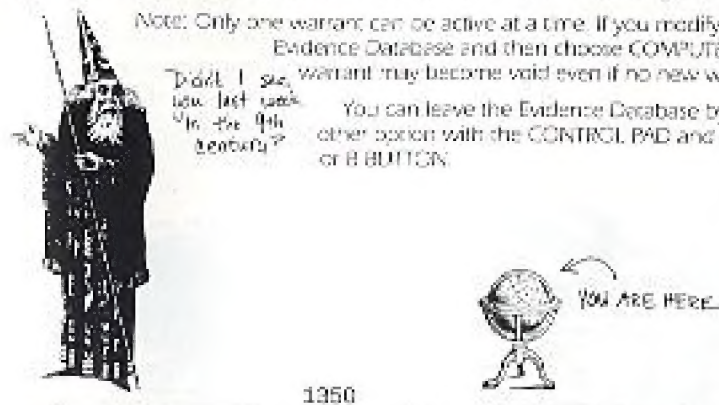 Note: Only one warrant can be active at a time. If you modify
Evidence Database and then choose COMPUTE
warrant may become void even if no new w
"Didn't I see
you last week
in the 9th
century?"
You can leave the Evidence Database b
other option with the CONTROL PAD and
or B BUTTON.
YOU ARE HERE
1350